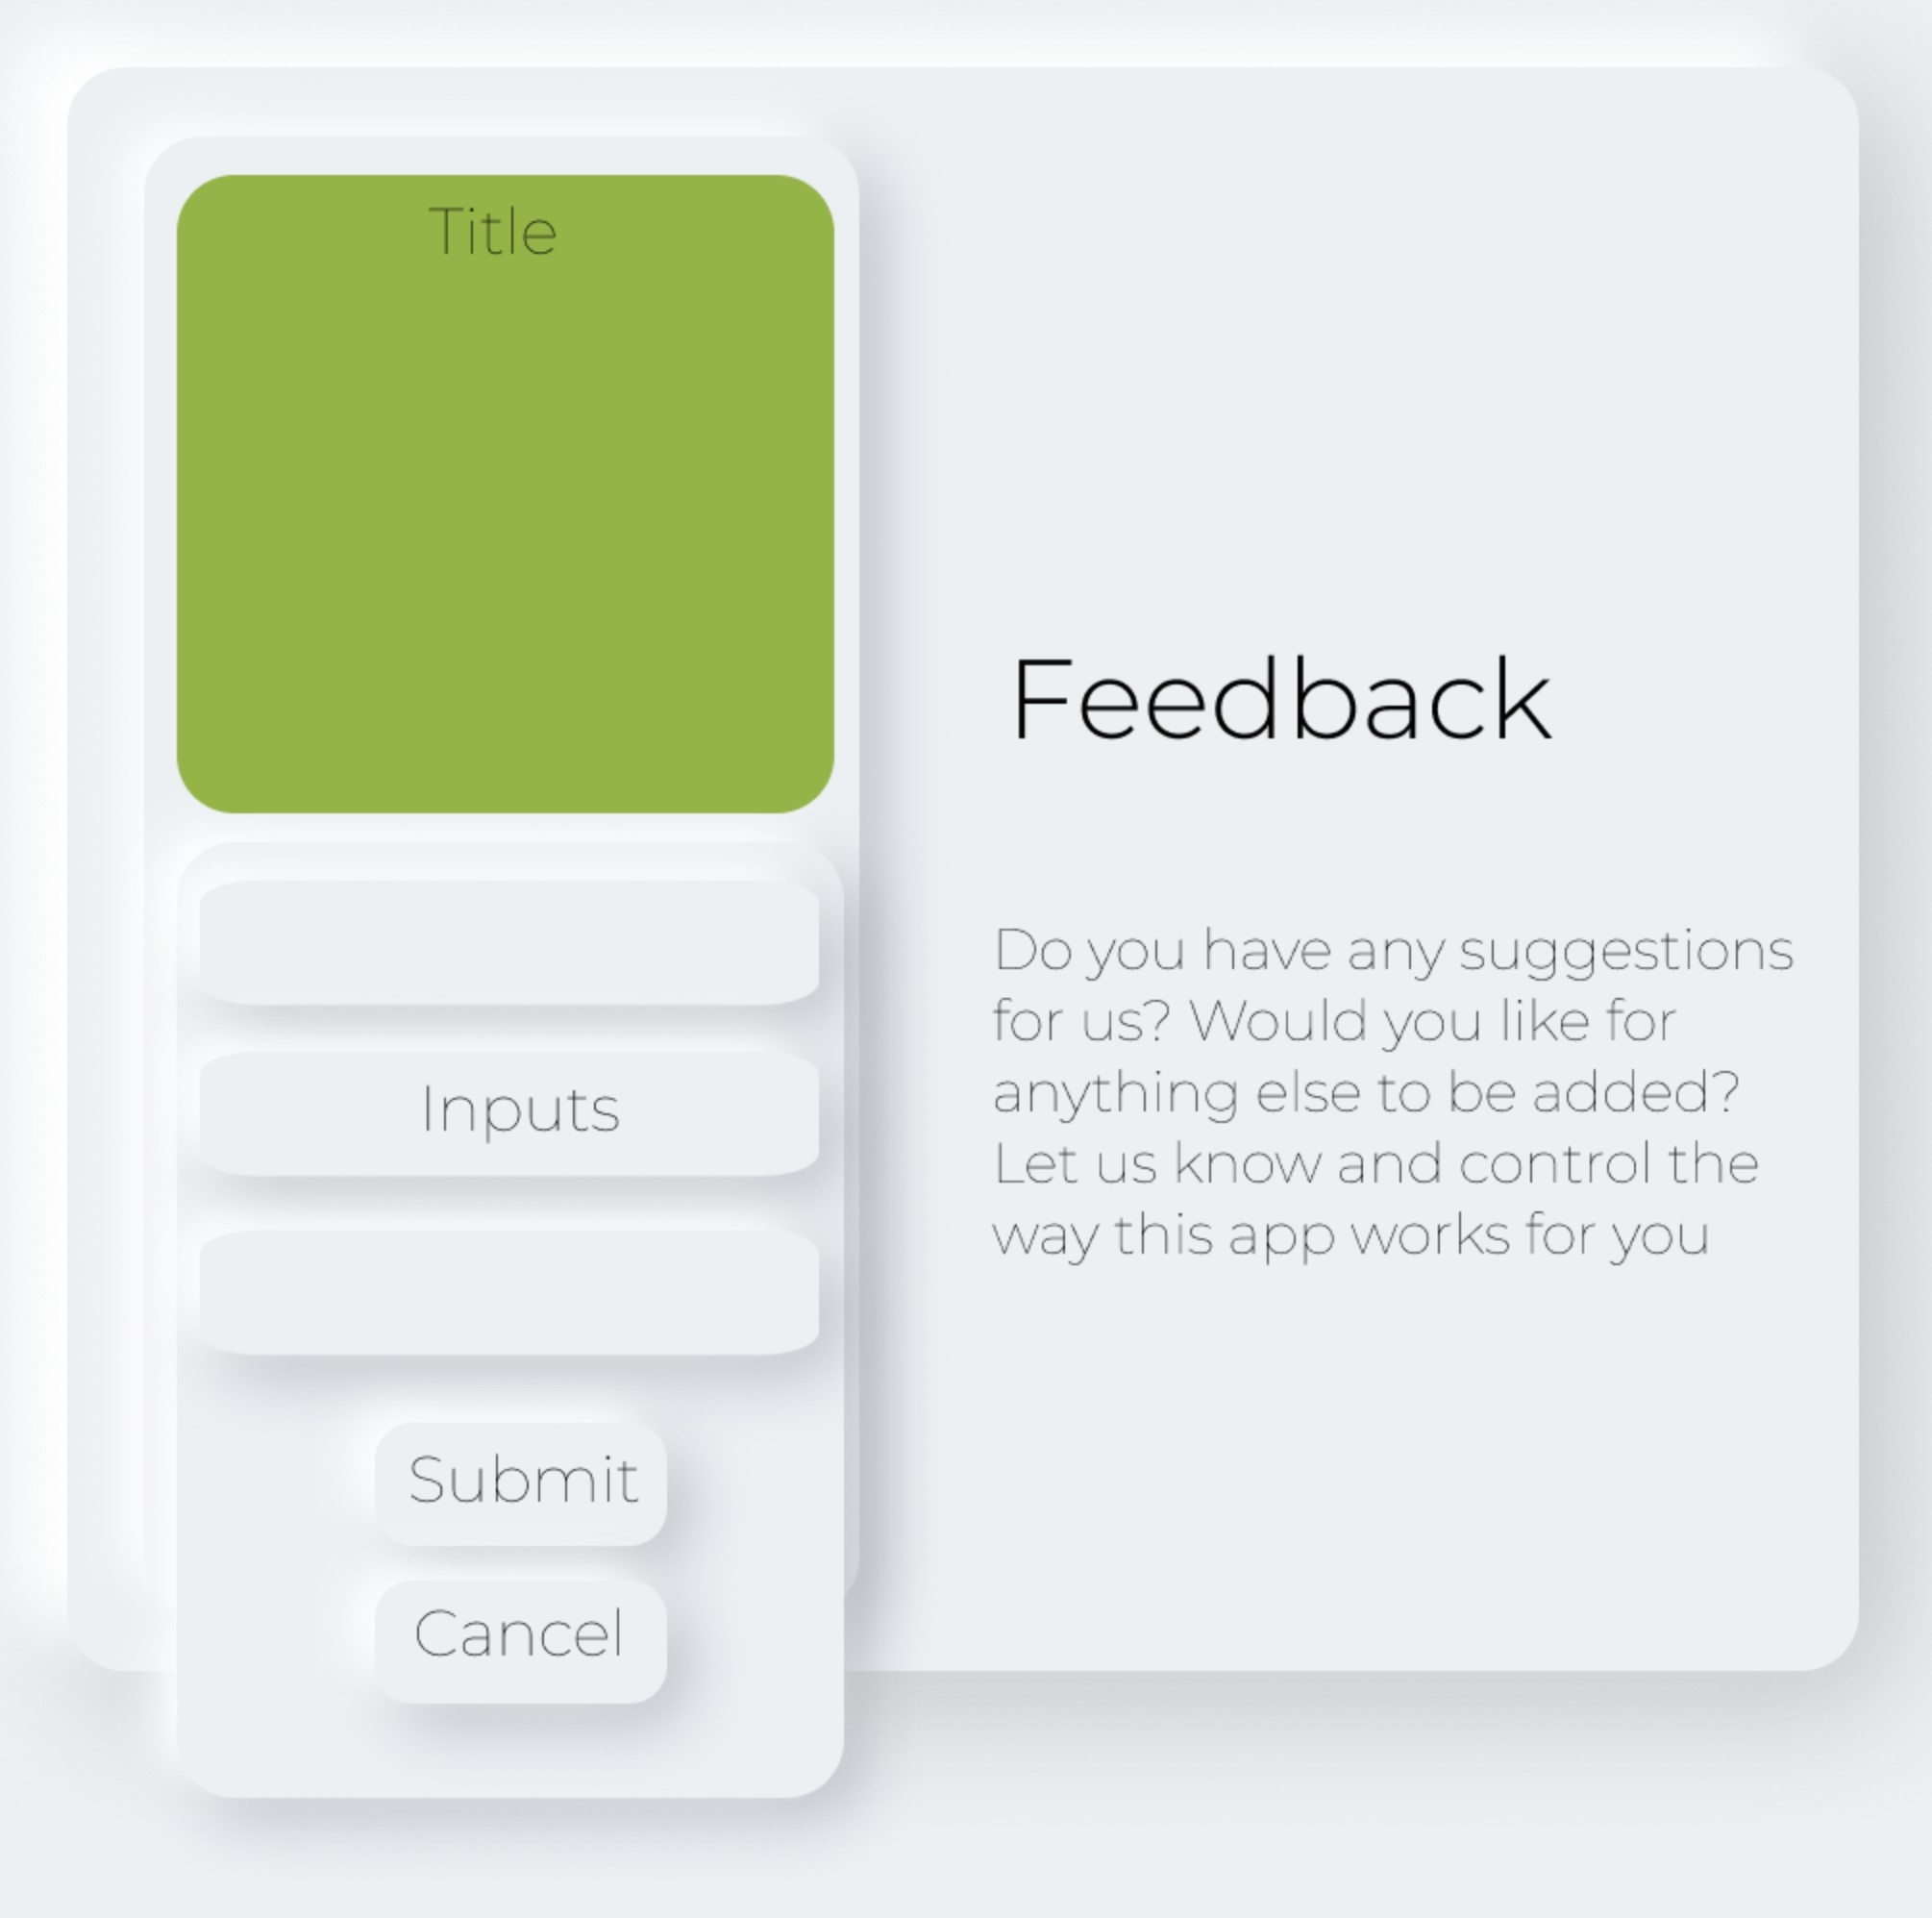 Title
Inputs
Submit
Cancel
Feedback
Do you have any suggestions
for us? Would you like for
anything else to be added?
Let us know and control the
way this app works for you